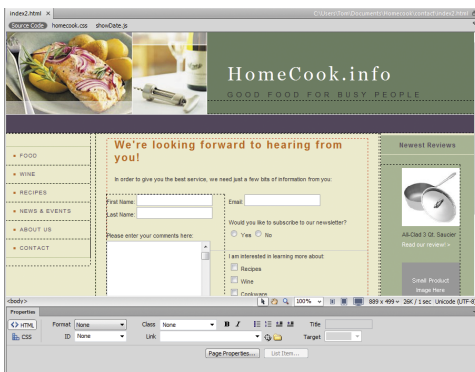 index2.html ×
C:\Users\Tom\Documents\Homecook\contact\index2.html
Source Code homecook.css showDate.js
HomeCook.info
GOOD FOOD FOR BUSY PEOPLE
FOOD
WINE
RECIPES
NEWS & EVENTS
ABOUT US
CONTACT
We're looking forward to hearing from
you!
In order to give you the best service, we need just a few bits of information from you:
First Name:
Last Name:
Please enter your comments here:
Email:
Would you like to subscribe to our newsletter?
Yes No
I am interested in learning more about:
Recipes
Wine
Cookware
Newest Reviews
All-Clad 3 Qt. Saucier
Read our review! >
Small Product
Image Here
<body> 100% 889 x 499 26K / 1 sec Unicode (UTF-8)
Properties
<> HTML Format None Class None B I Title
CSS ID None Link Target
Page Properties... List Item...